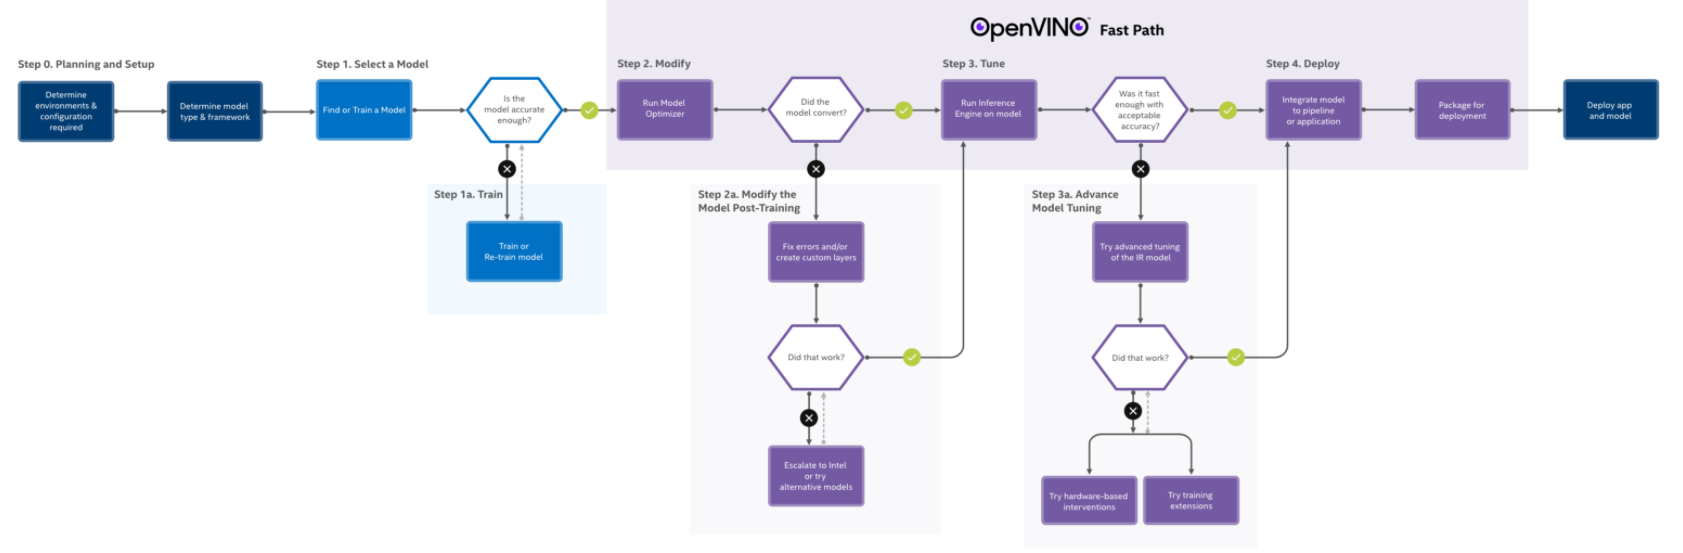 OpenVINO™ Fast Path
Step 0. Planning and Setup
Determine
environments &
configuration
required
Determine model
type & framework
Step 1. Select a Model
Find or Train a Model
Is the
model accurate
enough?
Step 2. Modify
Run Model
Optimizer
Did the
model convert?
Step 3. Tune
Run Inference
Engine on model
Was it fast
enough with
acceptable
accuracy?
Step 4. Deploy
Integrate model
to pipeline
or application
Package for
deployment
Deploy app
and model
Step 1a. Train
Train or
Re-train model
Step 2a. Modify the
Model Post-Training
Fix errors and/or
create custom layers
Did that work?
Escalate to Intel
or try
alternative models
Step 3a. Advance
Model Tuning
Try advanced tuning
of the IR model
Did that work?
Try hardware-based
interventions
Try training
extensions